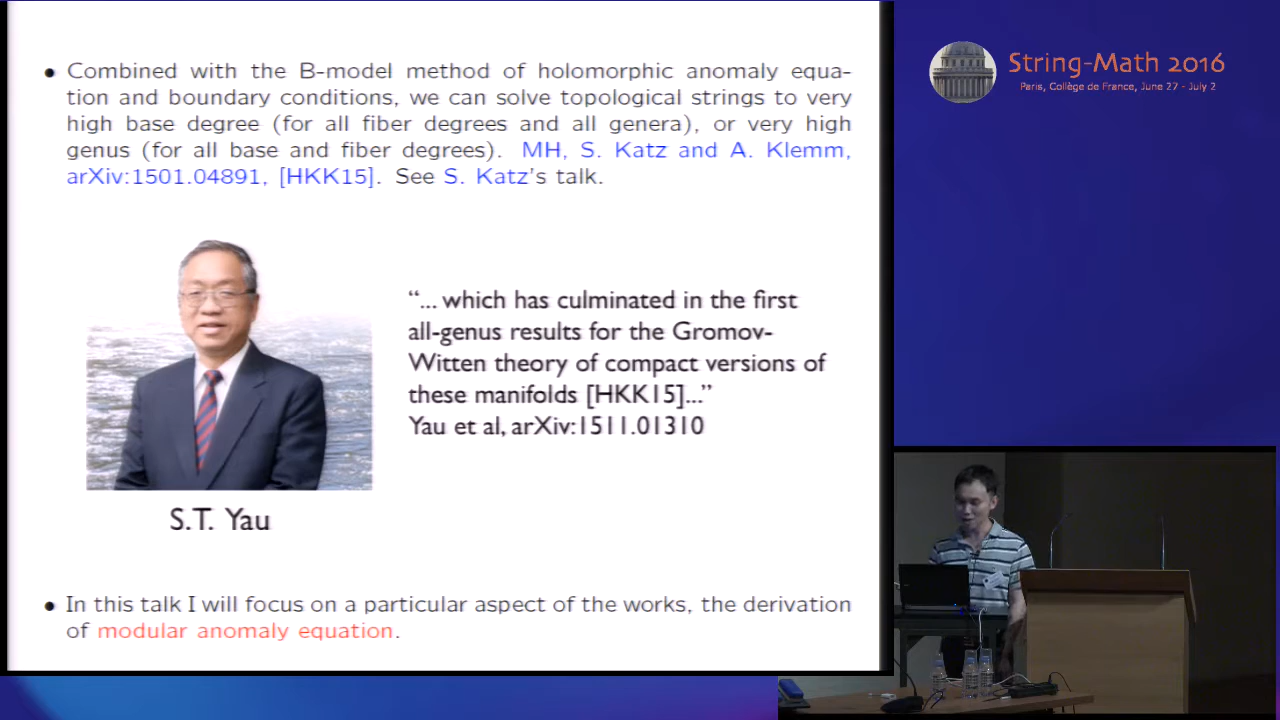 • Combined with the B-model method of holomorphic anomaly equa-
tion and boundary conditions, we can solve topological strings to very
high base degree (for all fiber degrees and all genera), or very high
genus (for all base and fiber degrees). MH, S. Katz and A. Klemm,
arXiv:1501.04891, [HKK15]. See S. Katz's talk.
“... which has culminated in the first
all-genus results for the Gromov-
Witten theory of compact versions of
these manifolds [HKK15]...”
Yau et al, arXiv:1511.01310
S.T. Yau
• In this talk I will focus on a particular aspect of the works, the derivation
of modular anomaly equation.
String-Math 2016
Paris, Collège de France, June 27 - July 2